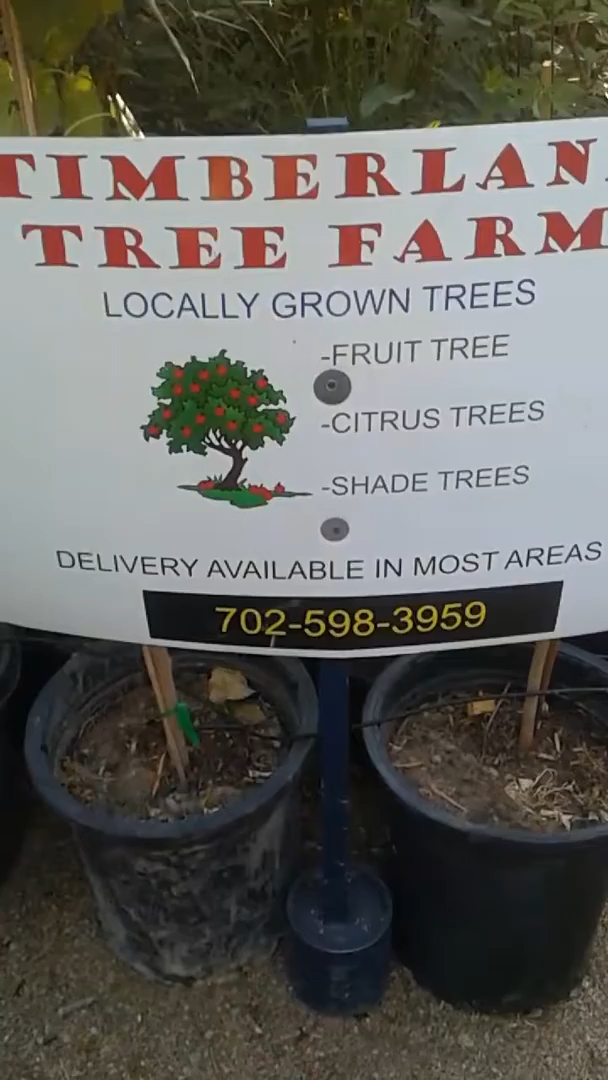 TIMBERLAN
TREE FARM
LOCALLY GROWN TREES
-FRUIT TREE
-CITRUS TREES
-SHADE TREES
DELIVERY AVAILABLE IN MOST AREAS
702-598-3959